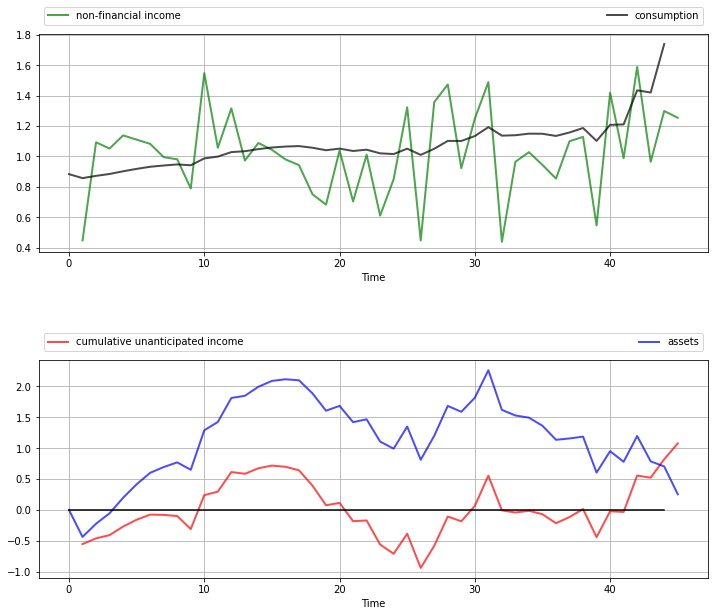 non-financial income consumption
1.8
1.6
1.4
1.2
1.0
0.8
0.6
0.4
0 10 20 30 40
Time
cumulative unanticipated income assets
2.0
1.5
1.0
0.5
0.0
−0.5
−1.0
0 10 20 30 40
Time